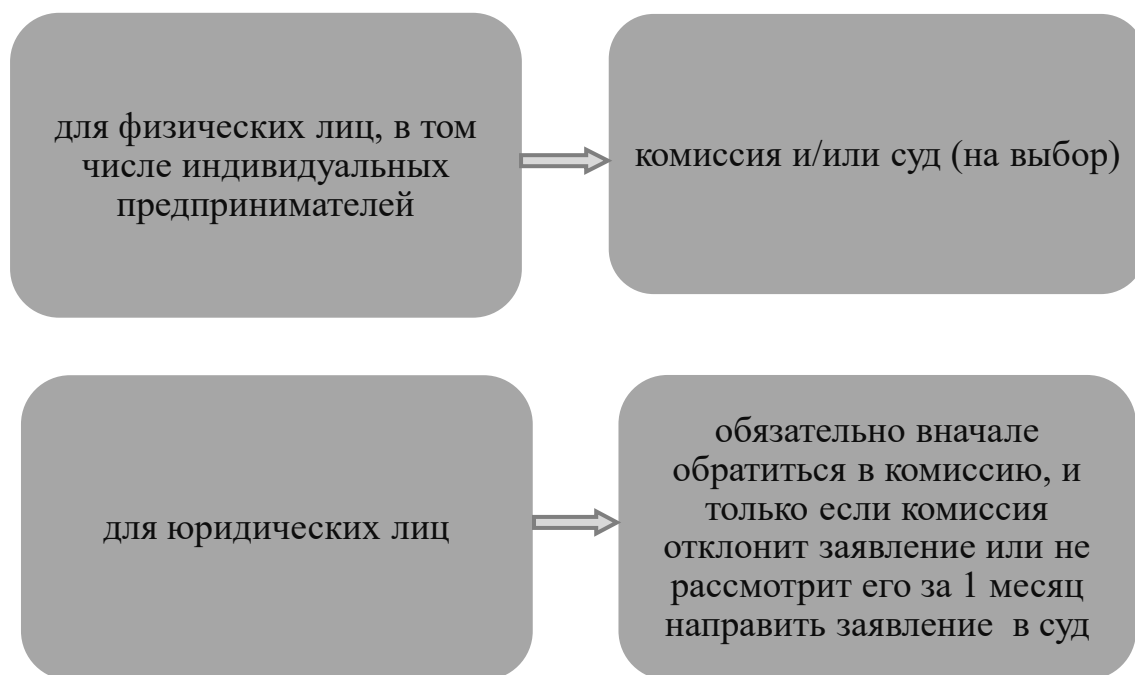 для физических лиц, в том
числе индивидуальных
предпринимателей
комиссия и/или суд (на выбор)
для юридических лиц
обязательно вначале
обратиться в комиссию, и
только если комиссия
отклонит заявление или не
рассмотрит его за 1 месяц
направить заявление в суд